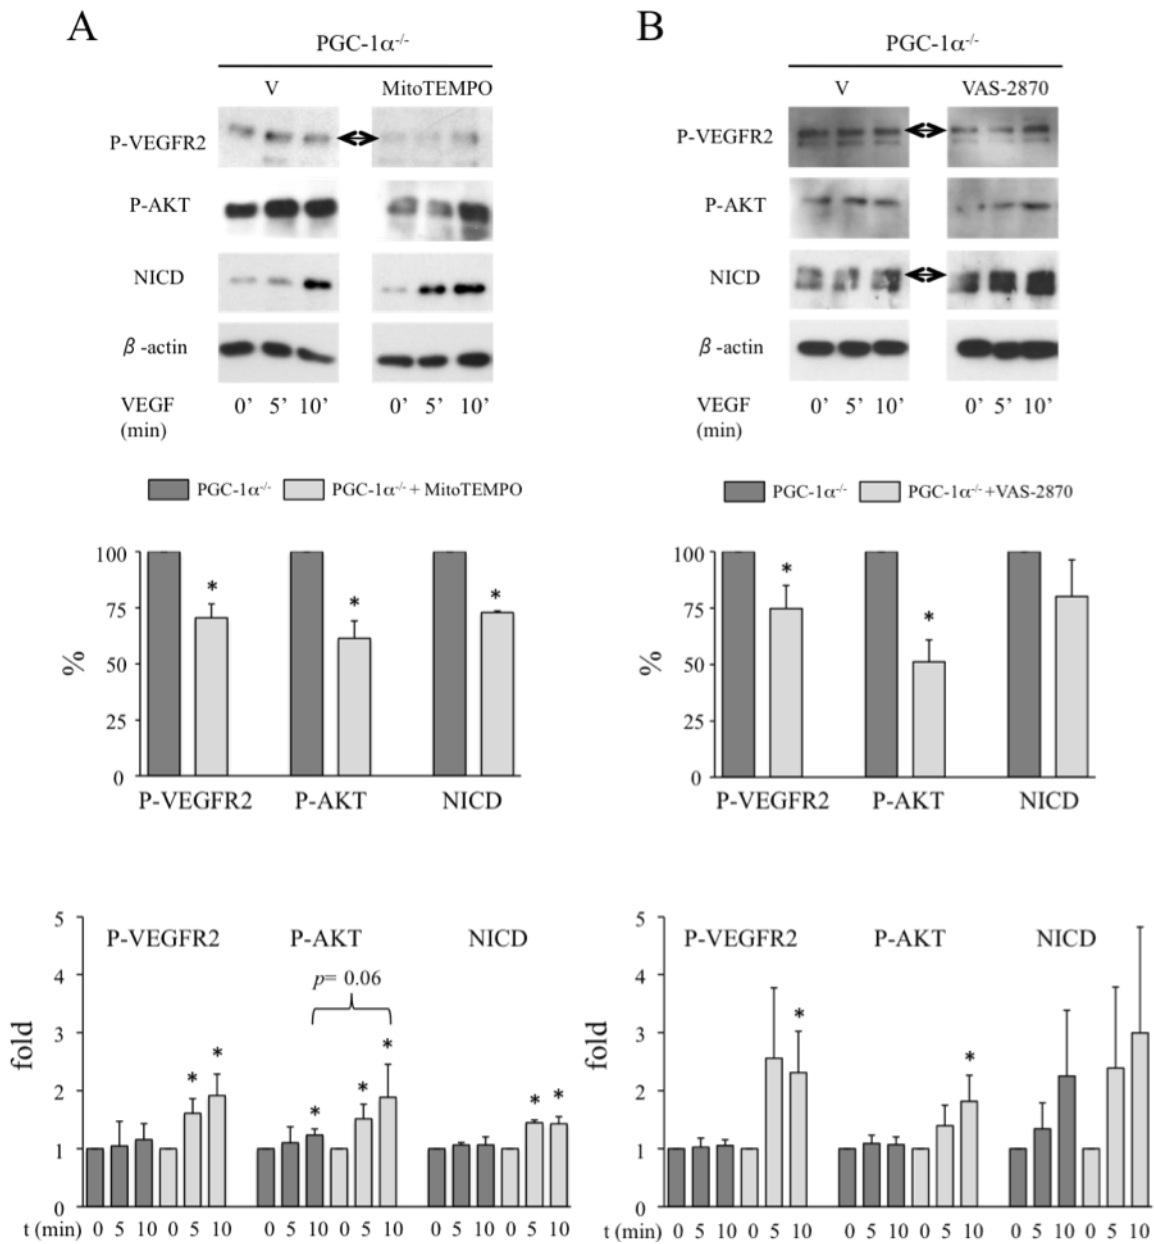 A
PGC-1α-/-
V MitoTEMPO
P-VEGFR2
P-AKT
NICD
β-actin
VEGF 0’ 5’ 10’ 0’ 5’ 10’
(min)
PGC-1α-/- PGC-1α-/- + MitoTEMPO
100
75
50
25
0
%
P-VEGFR2 P-AKT NICD
* * *
5
4
3
2
1
0
fold
P-VEGFR2 P-AKT NICD
p= 0.06
* * * * * * *
t (min) 0 5 10 0 5 10 0 5 10 0 5 10 0 5 10 0 5 10
B
PGC-1α-/-
V VAS-2870
P-VEGFR2
P-AKT
NICD
β-actin
VEGF 0’ 5’ 10’ 0’ 5’ 10’
(min)
PGC-1α-/- PGC-1α-/- +VAS-2870
100
75
50
25
0
%
P-VEGFR2 P-AKT NICD
* *
5
4
3
2
1
0
fold
P-VEGFR2 P-AKT NICD
* *
t (min) 0 5 10 0 5 10 0 5 10 0 5 10 0 5 10 0 5 10